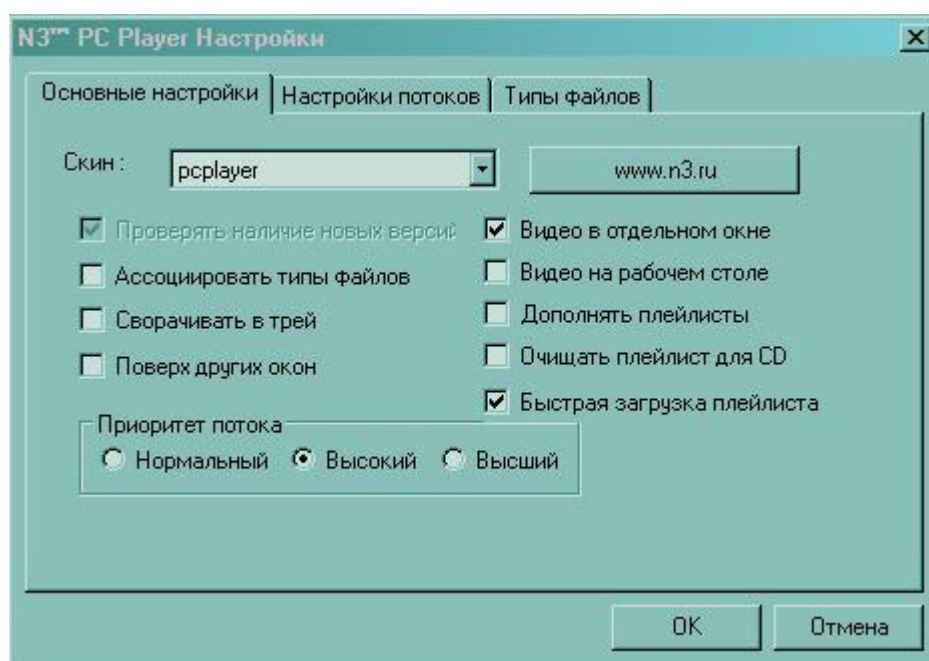 N3™ PC Player Настройки
Основные настройки Настройки потоков Типы файлов
Скин : pcplayer www.n3.ru
Проверять наличие новых версий Видео в отдельном окне
Ассоциировать типы файлов Видео на рабочем столе
Сворачивать в трей Дополнять плейлисты
Поверх других окон Очищать плейлист для CD
Быстрая загрузка плейлиста
Приоритет потока
Нормальный Высокий Высший
OK Отмена